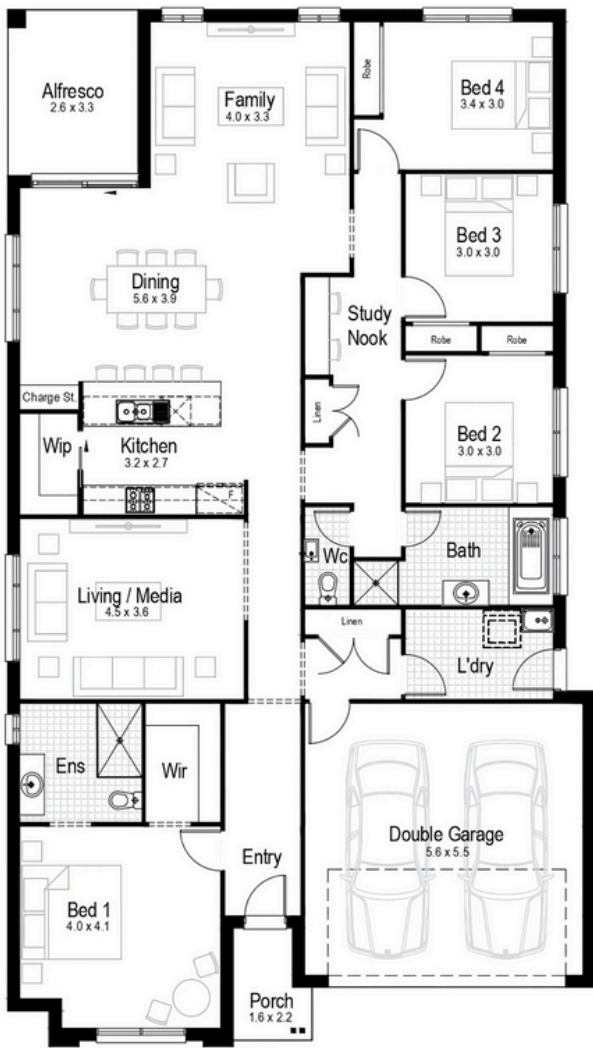 Alfresco
2.6 x 3.3
Family
4.0 x 3.3
Robe
Bed 4
3.4 x 3.0
Bed 3
3.0 x 3.0
Dining
5.6 x 3.9
Study
Nook
Robe
Robe
Charge St.
Linen
Wip
Kitchen
3.2 x 2.7
F
Bed 2
3.0 x 3.0
Wc
Bath
Living / Media
4.5 x 3.6
Linen
L'dry
Ens
Wir
Double Garage
5.6 x 5.5
Entry
Bed 1
4.0 x 4.1
Porch
1.6 x 2.2